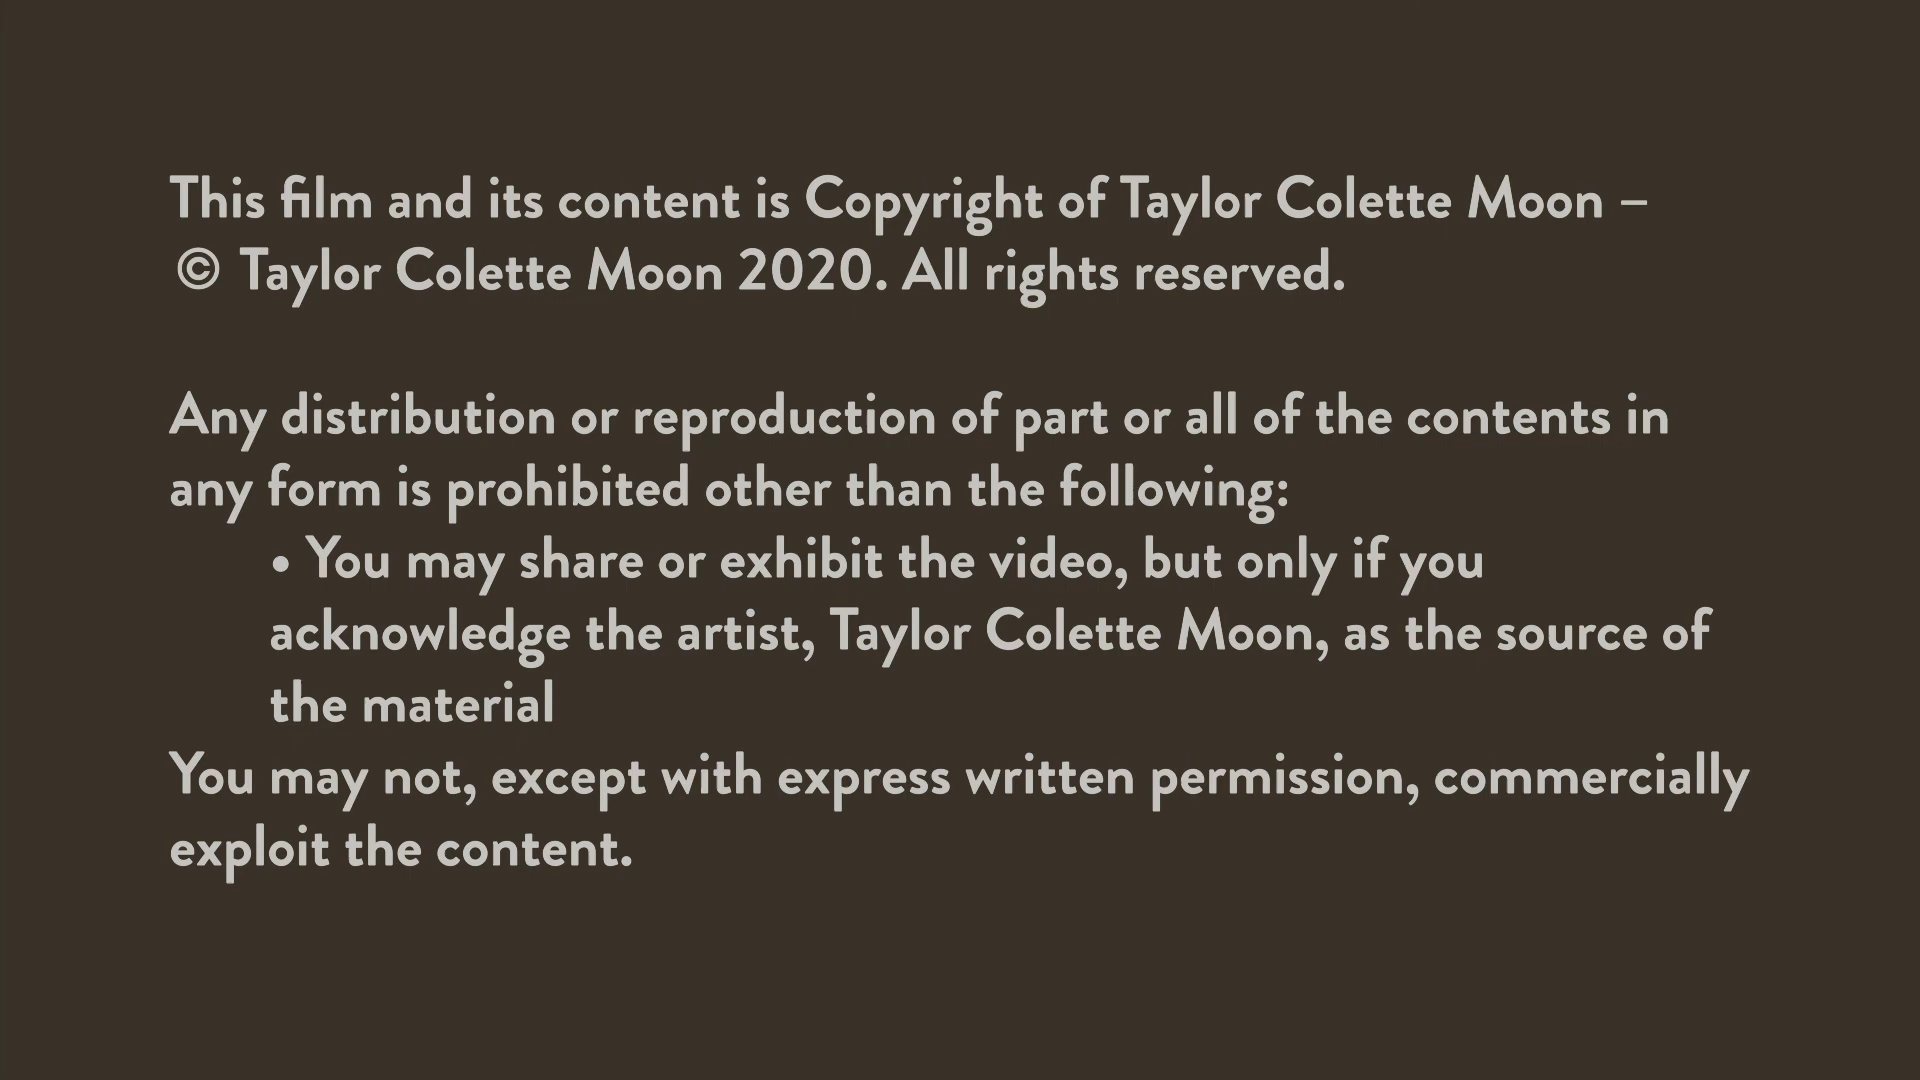 This film and its content is Copyright of Taylor Colette Moon –
© Taylor Colette Moon 2020. All rights reserved.
Any distribution or reproduction of part or all of the contents in
any form is prohibited other than the following:
• You may share or exhibit the video, but only if you
acknowledge the artist, Taylor Colette Moon, as the source of
the material
You may not, except with express written permission, commercially
exploit the content.